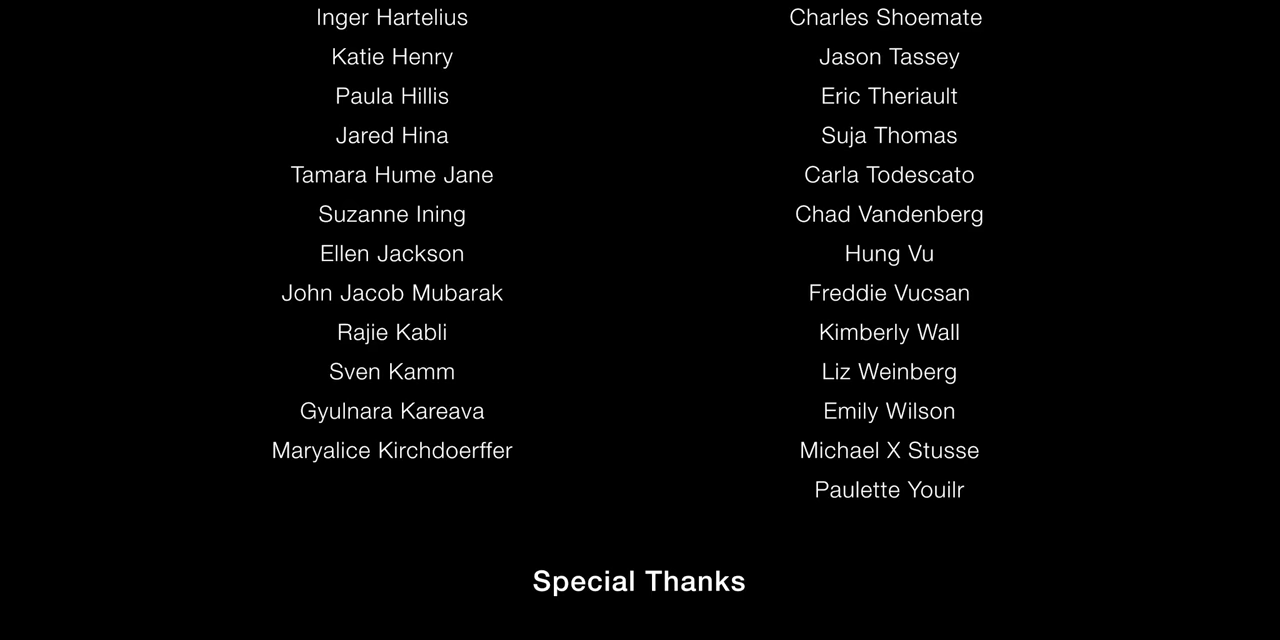 Inger Hartelius
Katie Henry
Paula Hillis
Jared Hina
Tamara Hume Jane
Suzanne Ining
Ellen Jackson
John Jacob Mubarak
Rajie Kabli
Sven Kamm
Gyulnara Kareava
Maryalice Kirchdoerffer
Charles Shoemate
Jason Tassey
Eric Theriault
Suja Thomas
Carla Todescato
Chad Vandenberg
Hung Vu
Freddie Vucsan
Kimberly Wall
Liz Weinberg
Emily Wilson
Michael X Stusse
Paulette Youilr
Special Thanks